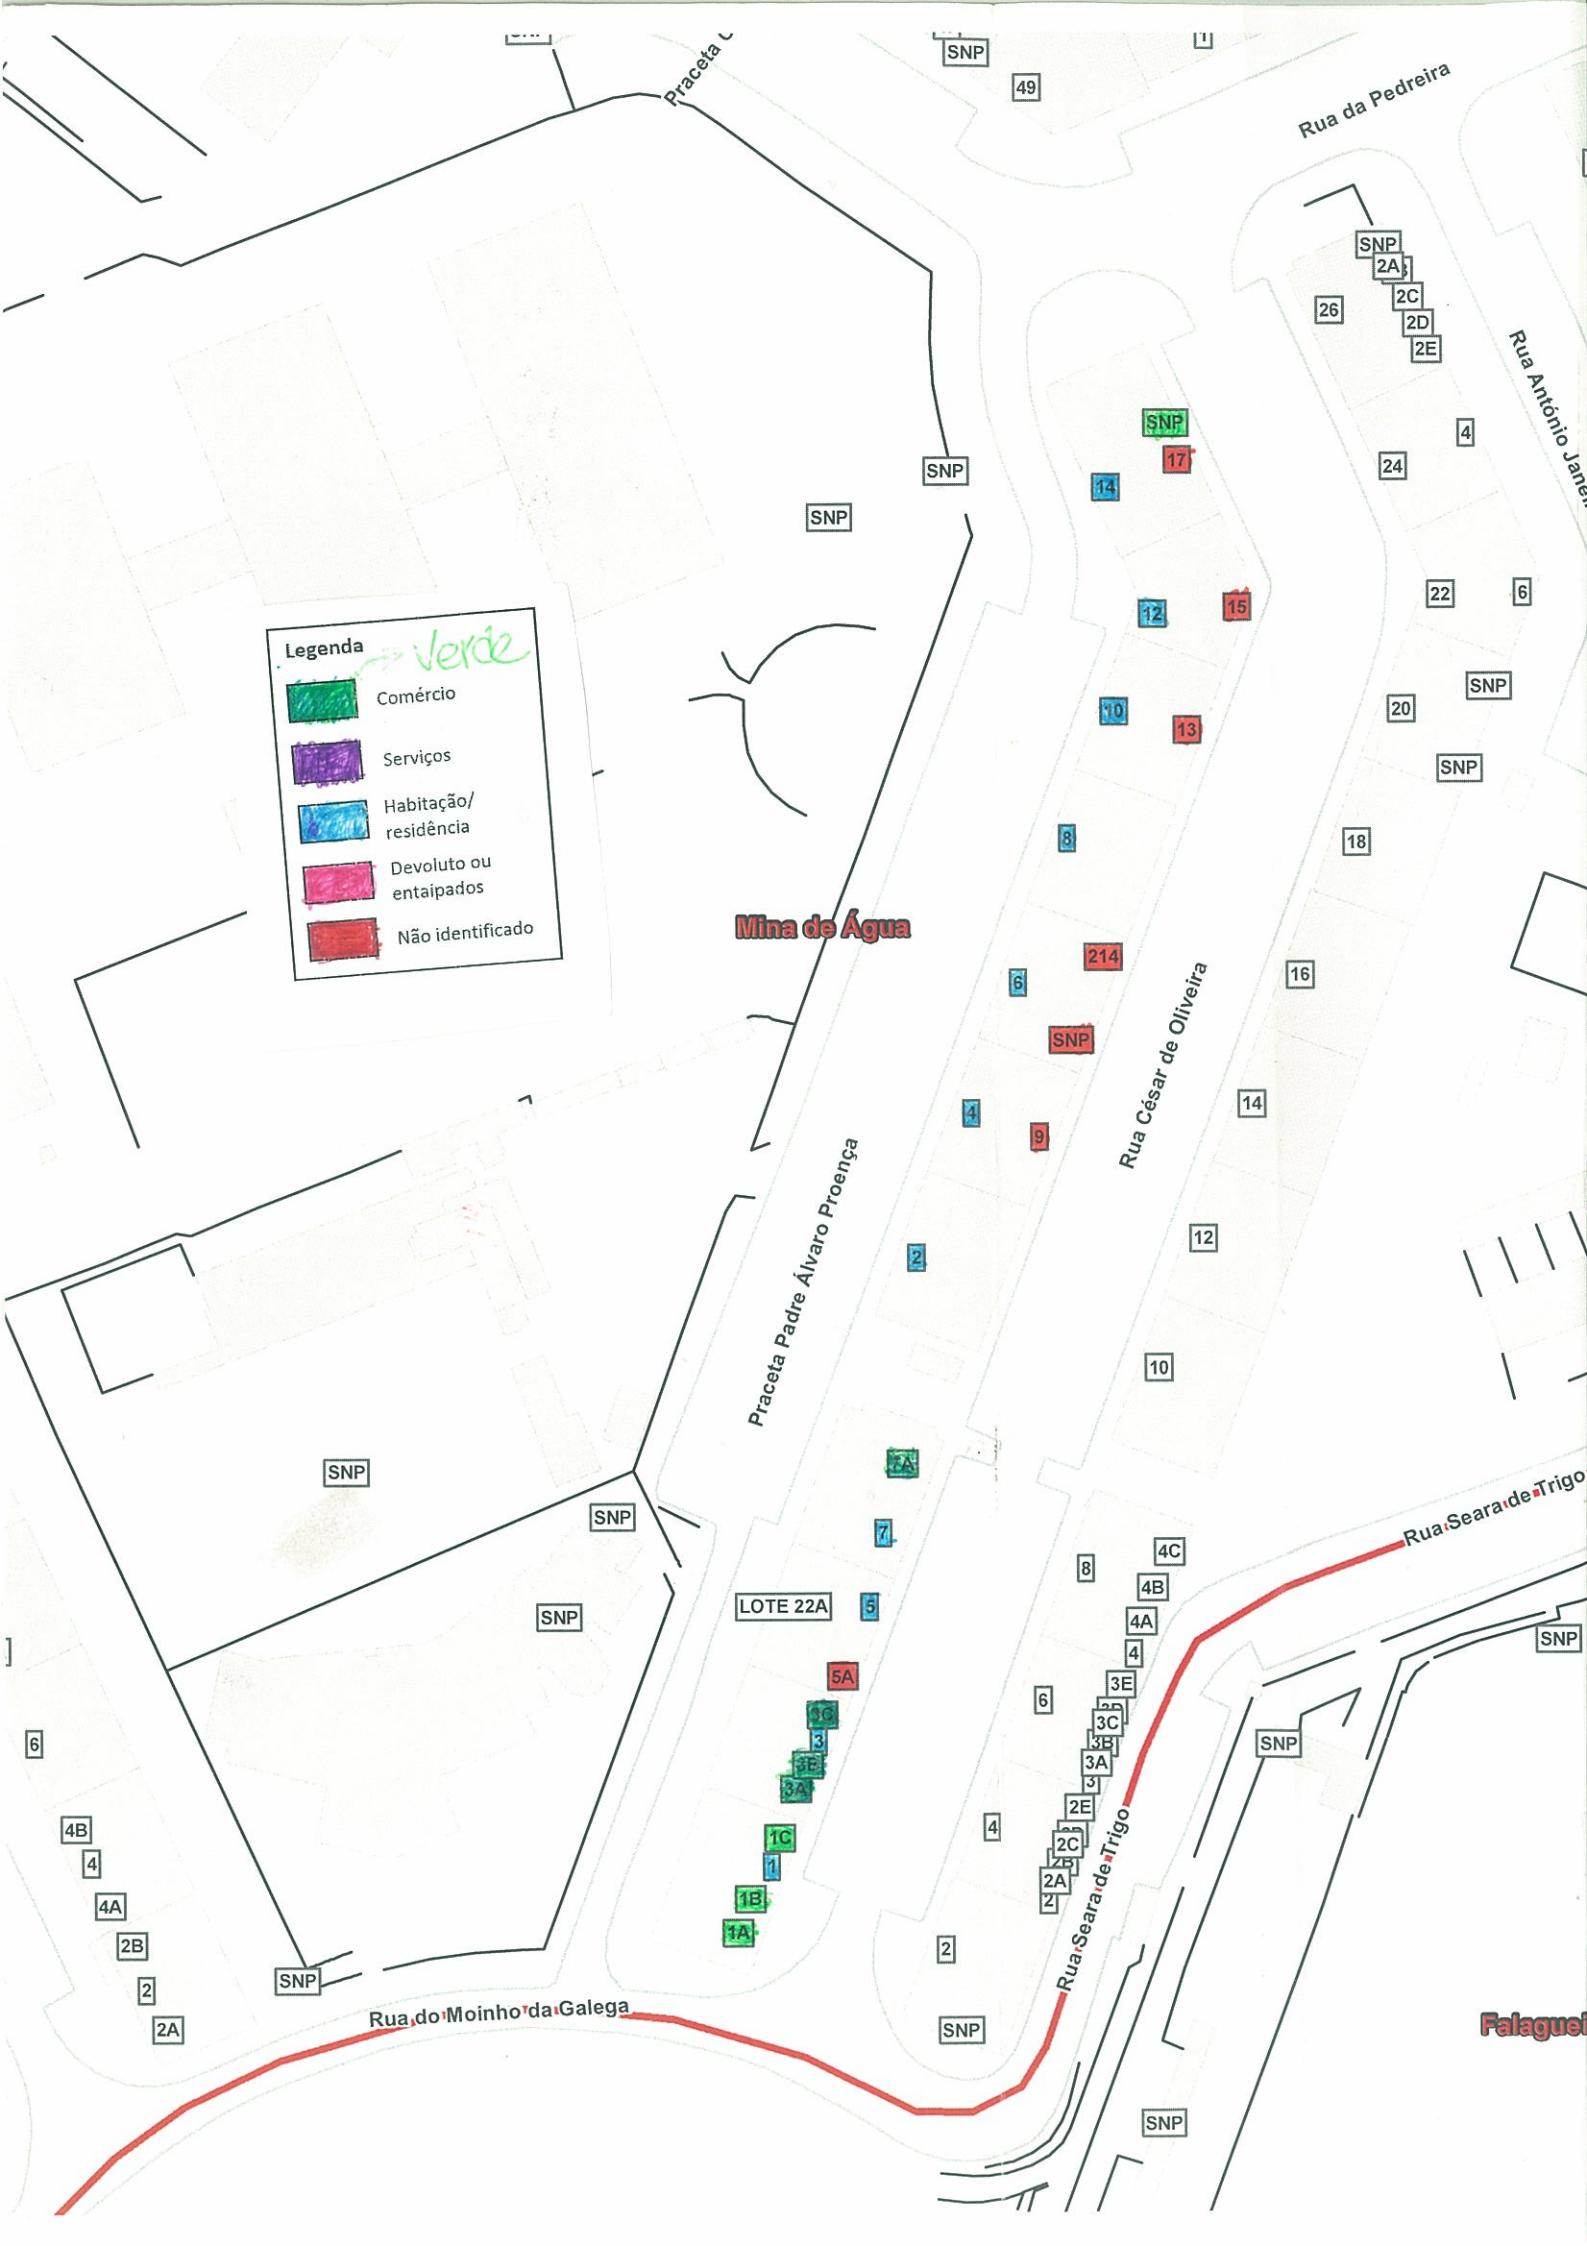 SNP
49
1
Rua da Pedreira
Praceta
SNP
2A
2C
2D
2E
26
Rua António
4
24
SNP
17
14
SNP
SNP
22
6
12
15
SNP
20
10
13
SNP
Legenda
verde
Comércio
Serviços
Habitação/
residência
Devoluto ou
entaipados
Não identificado
8
18
Mina de Água
214
6
16
SNP
Rua César de Oliveira
4
9
14
Praceta Padre Álvaro Proença
2
12
10
7A
SNP
SNP
7
Rua Seara de Trigo
8
4C
4B
LOTE 22A
5
SNP
4A
4
SNP
5A
3E
6
3C
3C
3
3B
6
3B
3A
3A
3
SNP
2E
4B
1C
4
2C
4
1
2B
2A
4A
1B
2
1A
2B
2
Rua Seara de Trigo
SNP
2
2A
Rua do Moinho da Galega
SNP
SNP